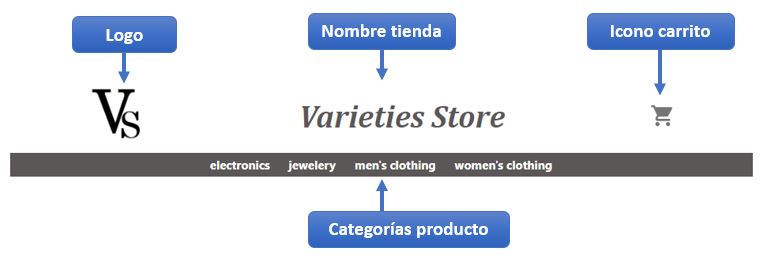 Logo
Nombre tienda
Icono carrito
Vs
Varieties Store
electronics jewelery men's clothing women's clothing
Categorías producto